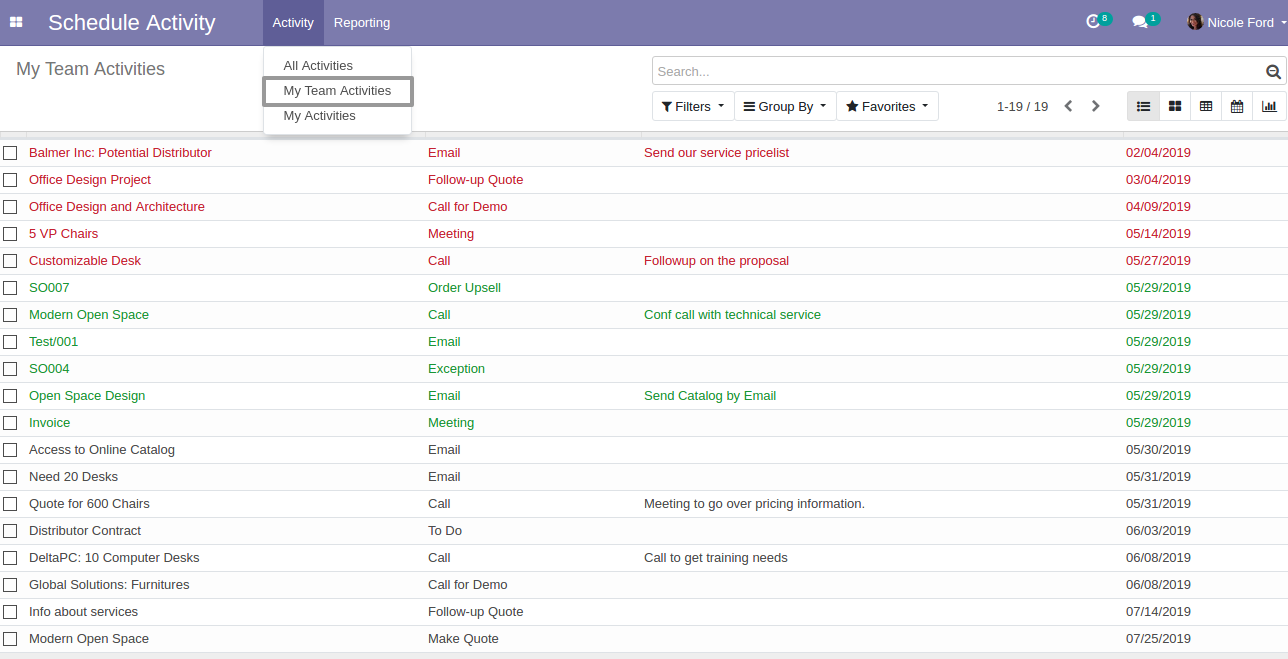 Schedule Activity Activity Reporting 8 1 Nicole Ford
My Team Activities
All Activities
My Team Activities
My Activities
Search...
Filters Group By Favorites 1-19 / 19
Balmer Inc: Potential Distributor Email Send our service pricelist 02/04/2019
Office Design Project Follow-up Quote 03/04/2019
Office Design and Architecture Call for Demo 04/09/2019
5 VP Chairs Meeting 05/14/2019
Customizable Desk Call Followup on the proposal 05/27/2019
SO007 Order Upsell 05/29/2019
Modern Open Space Call Conf call with technical service 05/29/2019
Test/001 Email 05/29/2019
SO004 Exception 05/29/2019
Open Space Design Email Send Catalog by Email 05/29/2019
Invoice Meeting 05/29/2019
Access to Online Catalog Email 05/30/2019
Need 20 Desks Email 05/31/2019
Quote for 600 Chairs Call Meeting to go over pricing information. 05/31/2019
Distributor Contract To Do 06/03/2019
DeltaPC: 10 Computer Desks Call Call to get training needs 06/08/2019
Global Solutions: Furnitures Call for Demo 06/08/2019
Info about services Follow-up Quote 07/14/2019
Modern Open Space Make Quote 07/25/2019